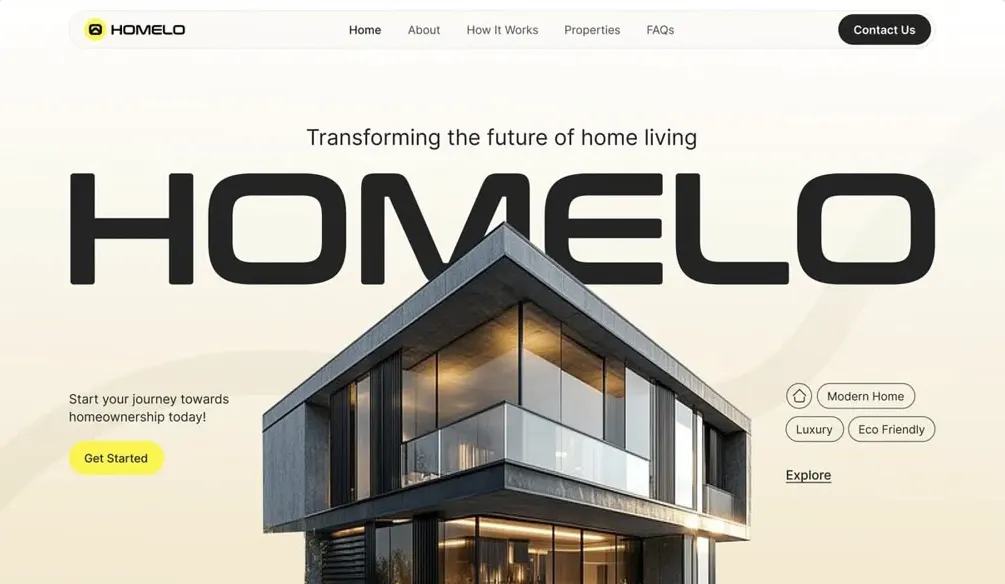 HOMELO
Home
About
How It Works
Properties
FAQs
Contact Us
Transforming the future of home living
HOMELO
Start your journey towards
homeownership today!
Get Started
Modern Home
Luxury
Eco Friendly
Explore